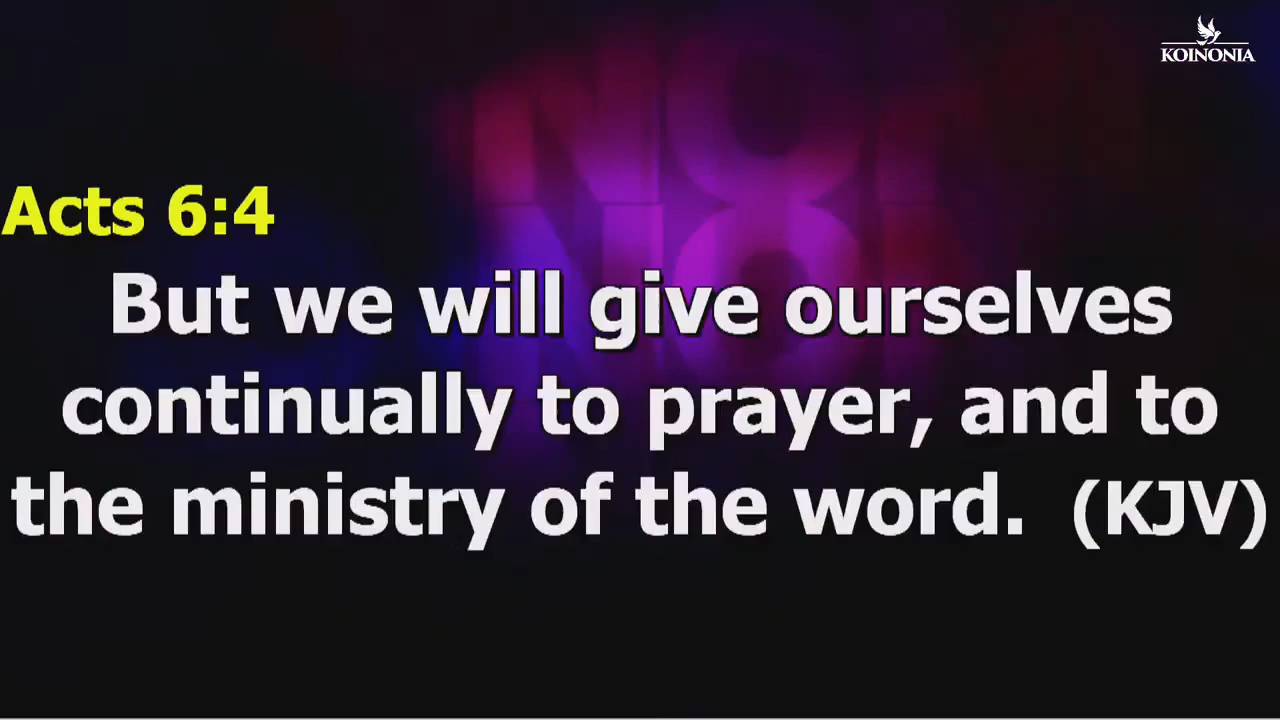 KOINONIA
Acts 6:4
But we will give ourselves
continually to prayer, and to
the ministry of the word. (KJV)